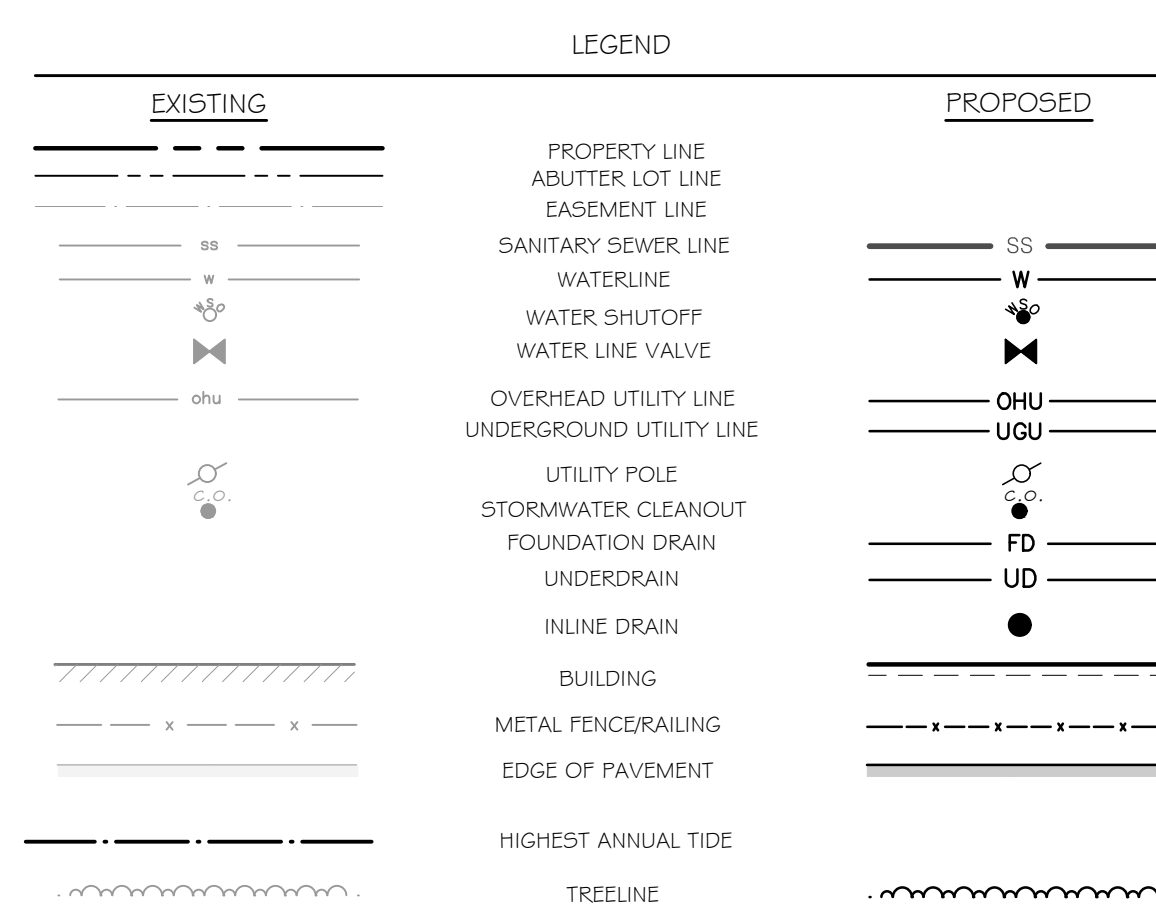 LEGEND
EXISTING PROPOSED
PROPERTY LINE
ABUTTER LOT LINE
EASEMENT LINE
ss SANITARY SEWER LINE SS
w WATERLINE W
WSO WATER SHUTOFF WSO
WATER LINE VALVE
ohu OVERHEAD UTILITY LINE OHU
UNDERGROUND UTILITY LINE UGU
UTILITY POLE
C.O. STORMWATER CLEANOUT C.O.
FOUNDATION DRAIN FD
UNDERDRAIN UD
INLINE DRAIN
BUILDING
x x METAL FENCE/RAILING x x x x
EDGE OF PAVEMENT
HIGHEST ANNUAL TIDE
TREELINE